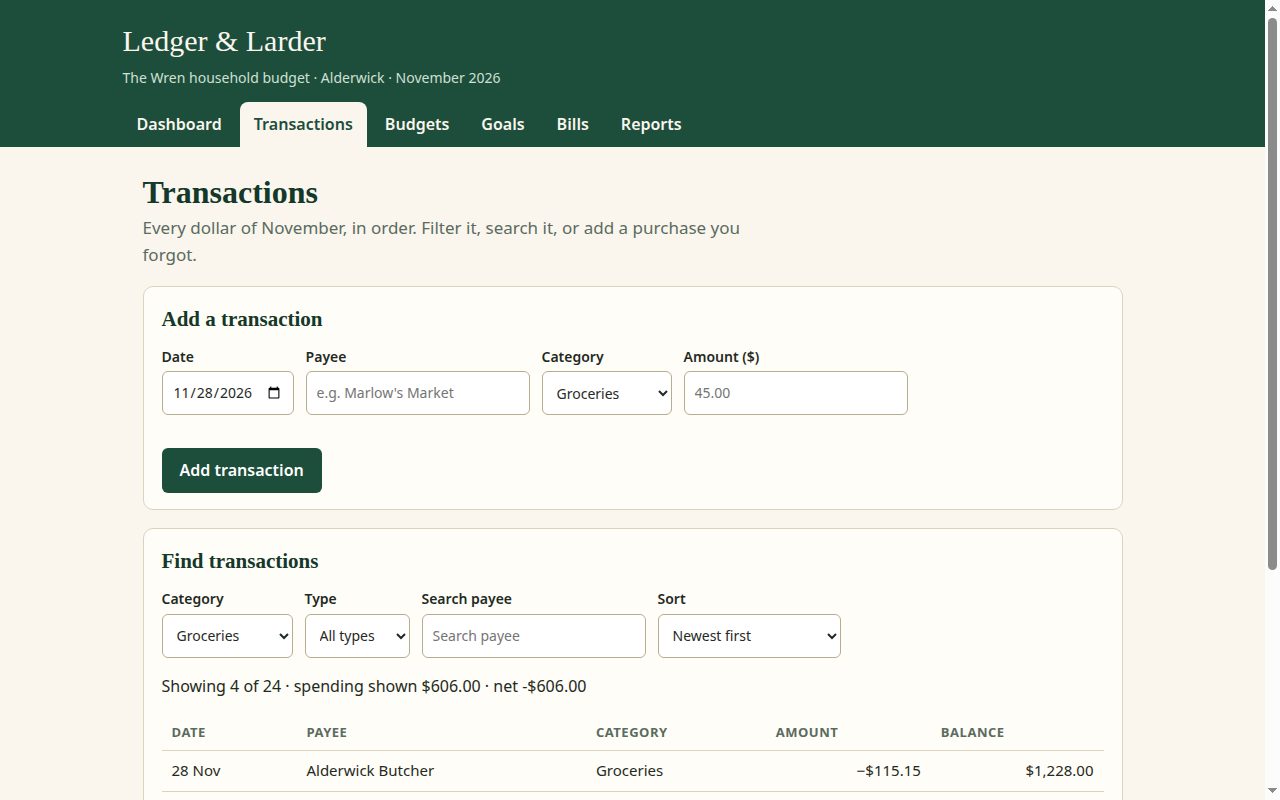 Ledger & Larder
The Wren household budget · Alderwick · November 2026
Dashboard Transactions Budgets Goals Bills Reports
Transactions
Every dollar of November, in order. Filter it, search it, or add a purchase you
forgot.
Add a transaction
Date Payee Category Amount ($)
11/28/2026 e.g. Marlow's Market Groceries 45.00
Add transaction
Find transactions
Category Type Search payee Sort
Groceries All types Search payee Newest first
Showing 4 of 24 · spending shown $606.00 · net -$606.00
DATE PAYEE CATEGORY AMOUNT BALANCE
28 Nov Alderwick Butcher Groceries −$115.15 $1,228.00